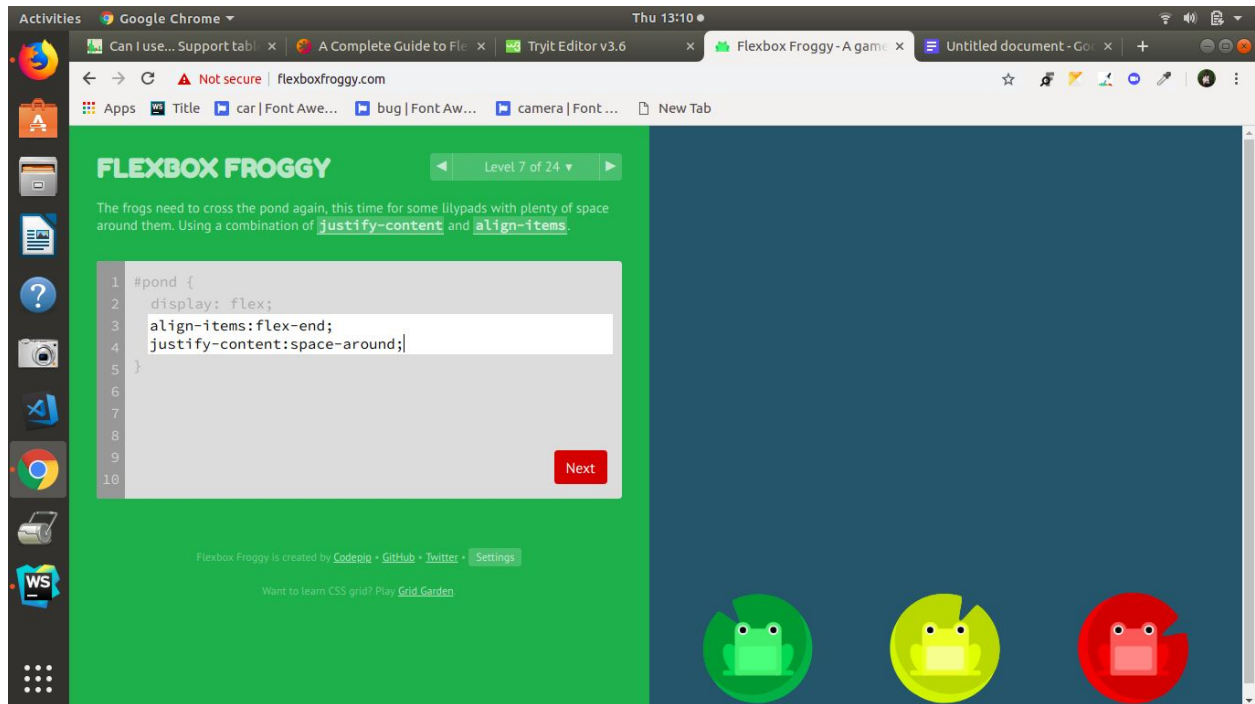 Activities Google Chrome ▾ Thu 13:10 ●
Can I use... Support tabl × A Complete Guide to Fle × Tryit Editor v3.6 × Flexbox Froggy - A game × Untitled document - Goo × +
Not secure | flexboxfroggy.com
Apps Title car | Font Awe... bug | Font Aw... camera | Font ... New Tab
FLEXBOX FROGGY
◀ Level 7 of 24 ▼ ▶
The frogs need to cross the pond again, this time for some lilypads with plenty of space
around them. Using a combination of justify-content and align-items.
1 #pond {
2 display: flex;
3 align-items:flex-end;
4 justify-content:space-around;
5 }
6
7
8
9
10
Next
Flexbox Froggy is created by Codepip • GitHub • Twitter • Settings
Want to learn CSS grid? Play Grid Garden.
WS